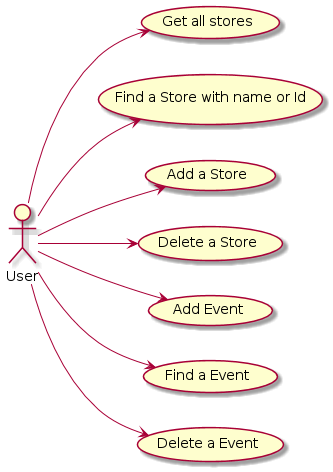 Get all stores
Find a Store with name or Id
Add a Store
Delete a Store
User
Add Event
Find a Event
Delete a Event